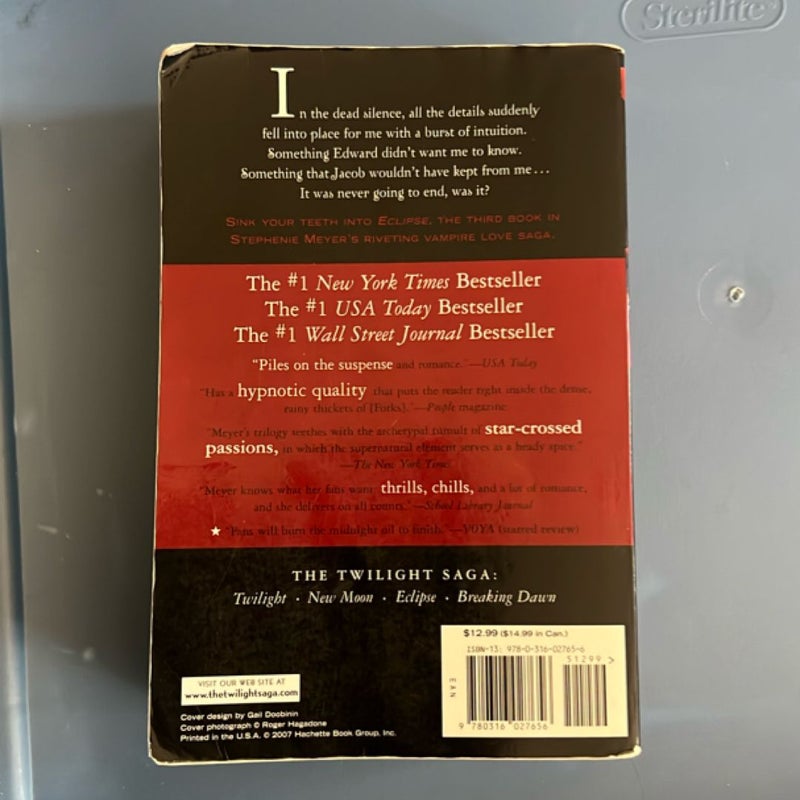 Sterilite
In the dead silence, all the details suddenly
fell into place for me with a burst of intuition.
Something Edward didn't want me to know.
Something that Jacob wouldn't have kept from me...
It was never going to end, was it?
SINK YOUR TEETH INTO ECLIPSE, THE THIRD BOOK IN
STEPHENIE MEYER'S RIVETING VAMPIRE LOVE SAGA.
The #1 New York Times Bestseller
The #1 USA Today Bestseller
The #1 Wall Street Journal Bestseller
"Piles on the suspense and romance."—USA Today
"Has a hypnotic quality that puts the reader right inside the dense,
rainy thickets of [Forks]."—People magazine
"Meyer's trilogy seethes with the archetypal tumult of star-crossed
passions, in which the supernatural element serves as a heady spice."
—The New York Times
"Meyer knows what her fans want: thrills, chills, and a lot of romance,
and she delivers on all counts."—School Library Journal
★ "Fans will burn the midnight oil to finish."—VOYA (starred review)
THE TWILIGHT SAGA:
Twilight · New Moon · Eclipse · Breaking Dawn
$12.99 ($14.99 in Can.)
ISBN-13: 978-0-316-02765-6
51299 >
EAN
9 780316 027656
VISIT OUR WEB SITE AT
www.thetwilightsaga.com
Cover design by Gail Doobinin
Cover photograph © Roger Hagadone
Printed in the U.S.A. © 2007 Hachette Book Group, Inc.